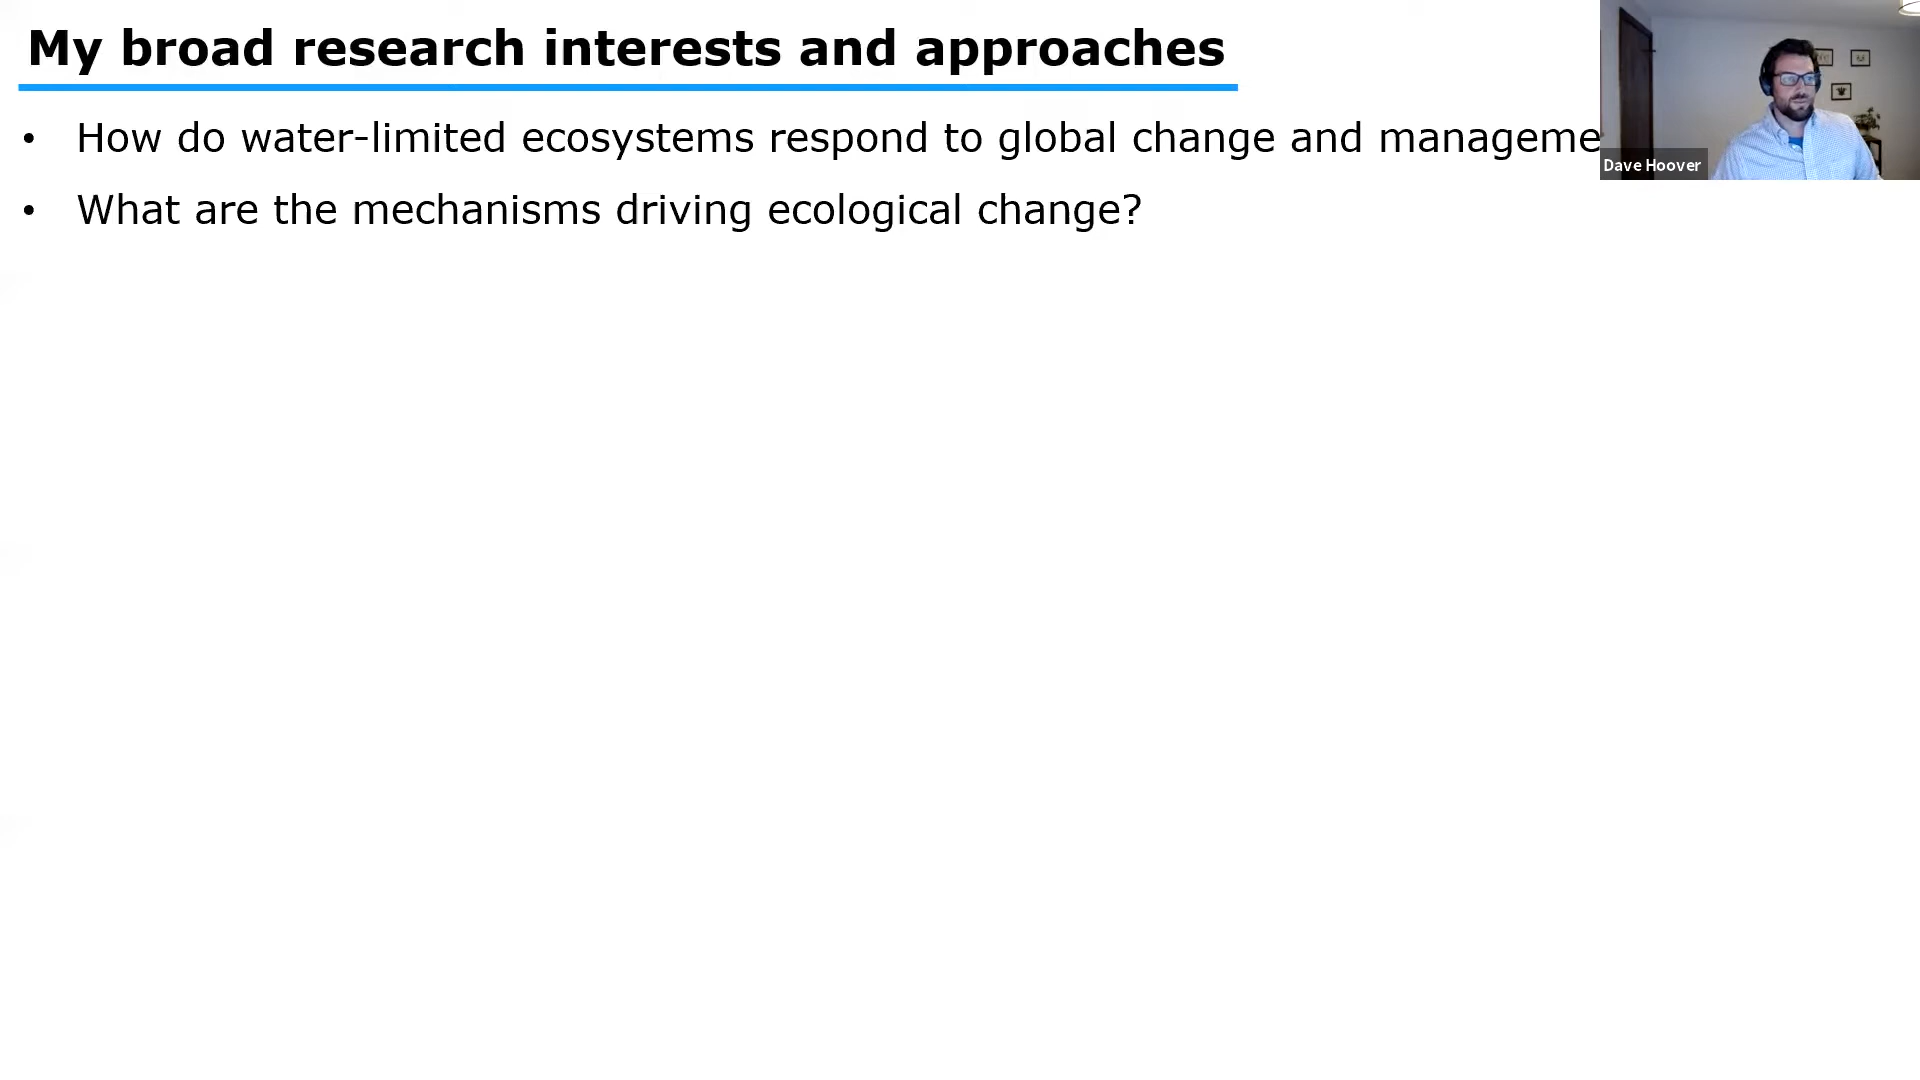 My broad research interests and approaches
• How do water-limited ecosystems respond to global change and manageme
• What are the mechanisms driving ecological change?
Dave Hoover